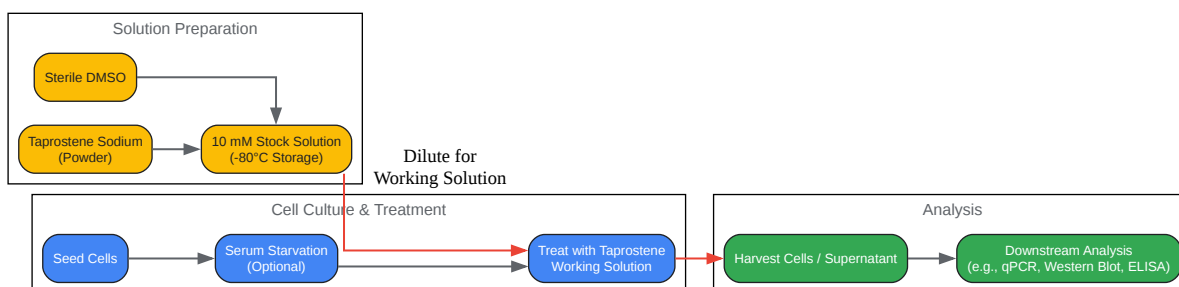 Solution Preparation
Sterile DMSO
Taprostene Sodium
(Powder)
10 mM Stock Solution
(-80°C Storage)
Dilute for
Working Solution
Cell Culture & Treatment
Seed Cells
Serum Starvation
(Optional)
Treat with Taprostene
Working Solution
Analysis
Harvest Cells / Supernatant
Downstream Analysis
(e.g., qPCR, Western Blot, ELISA)